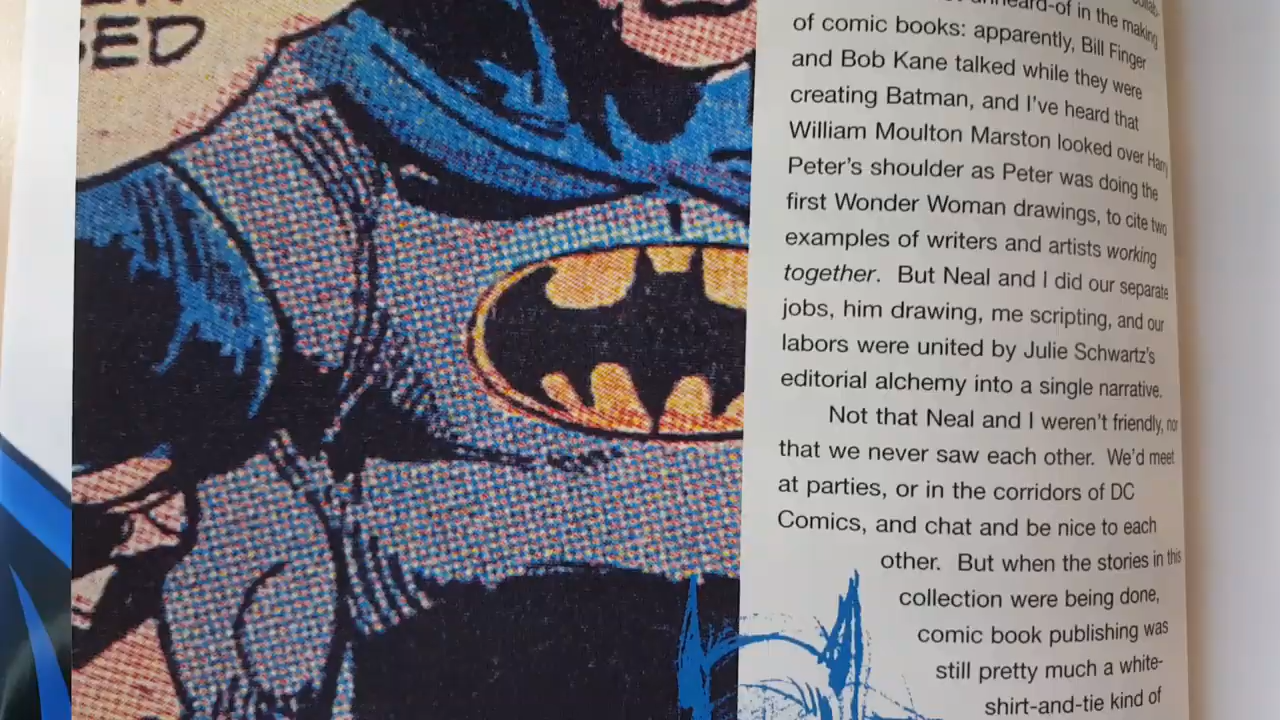 SED
unheard-of in the making
of comic books: apparently, Bill Finger
and Bob Kane talked while they were
creating Batman, and I've heard that
William Moulton Marston looked over Harry
Peter's shoulder as Peter was doing the
first Wonder Woman drawings, to cite two
examples of writers and artists working
together. But Neal and I did our separate
jobs, him drawing, me scripting, and our
labors were united by Julie Schwartz's
editorial alchemy into a single narrative.
Not that Neal and I weren't friendly, nor
that we never saw each other. We'd meet
at parties, or in the corridors of DC
Comics, and chat and be nice to each
other. But when the stories in this
collection were being done,
comic book publishing was
still pretty much a white-
shirt-and-tie kind of